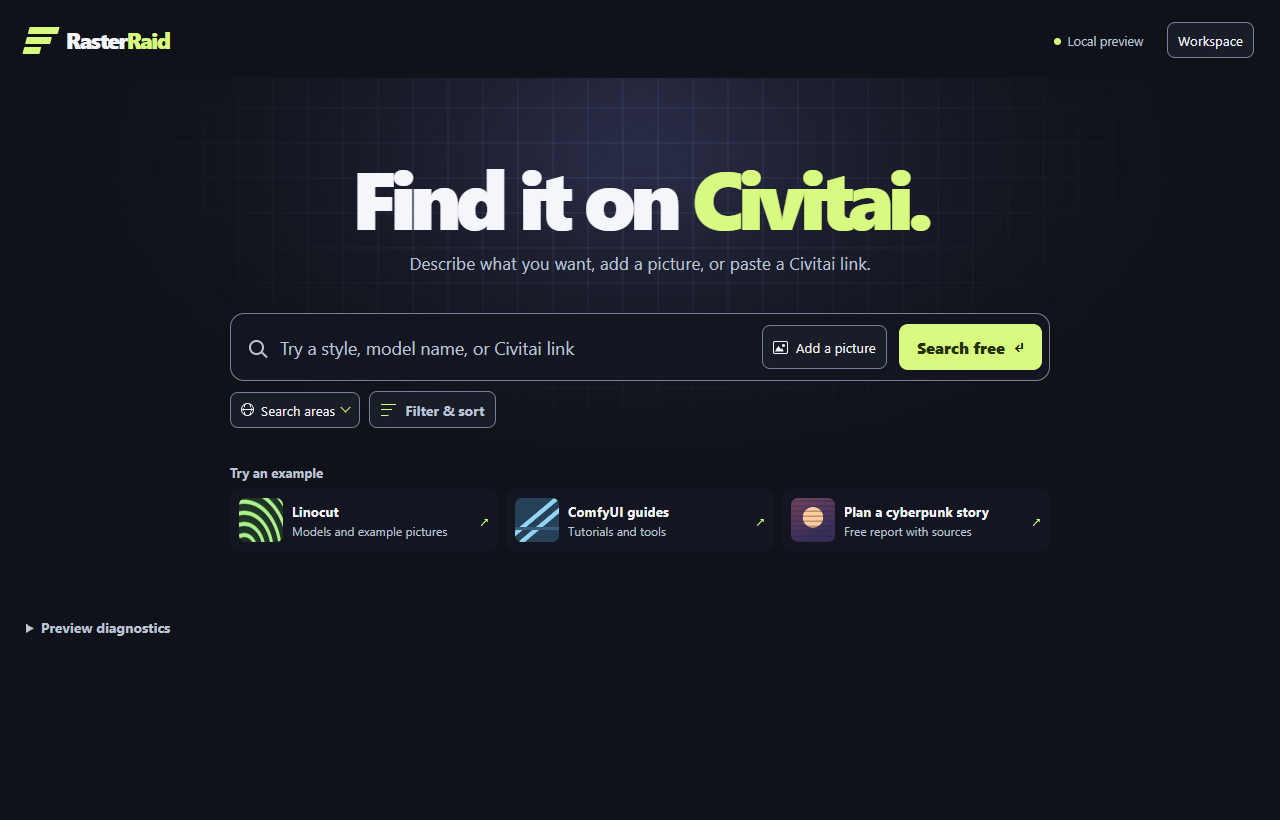 RasterRaid
Local preview
Workspace
Find it on Civitai.
Describe what you want, add a picture, or paste a Civitai link.
Try a style, model name, or Civitai link
Add a picture
Search free
Search areas
Filter & sort
Try an example
Linocut
Models and example pictures
ComfyUI guides
Tutorials and tools
Plan a cyberpunk story
Free report with sources
Preview diagnostics